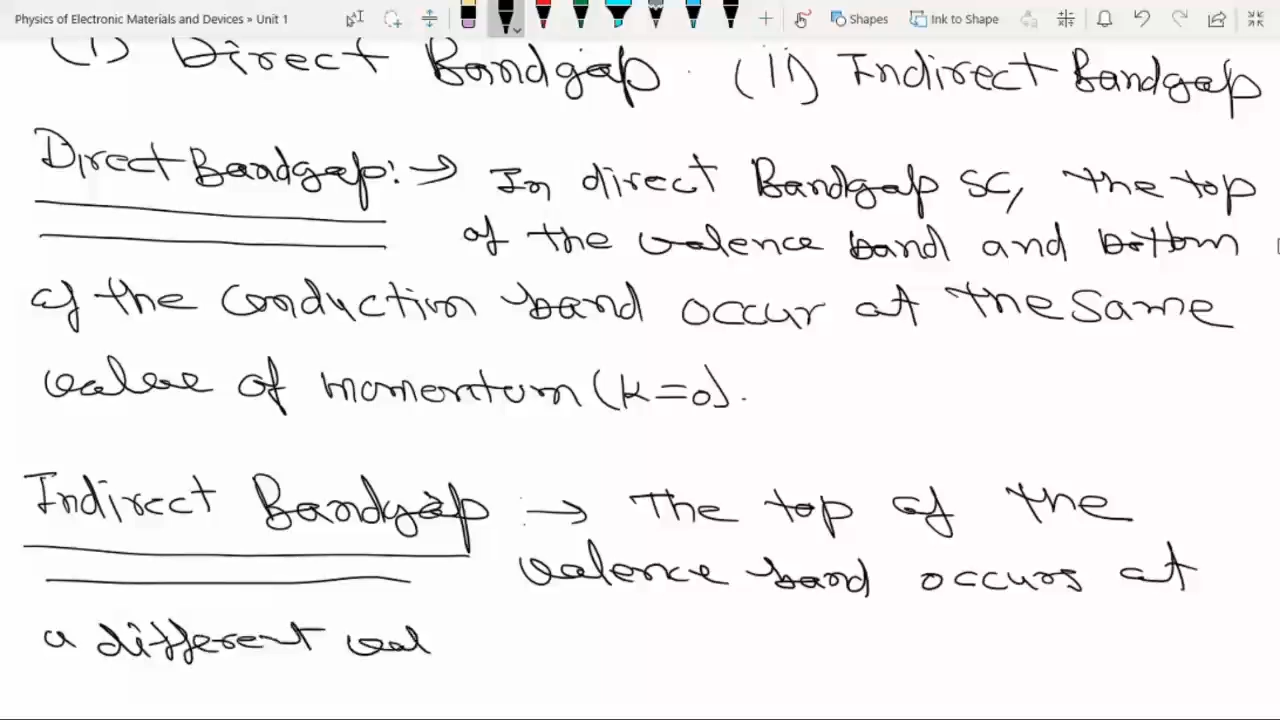 Physics of Electronic Materials and Devices » Unit 1
Shapes
Ink to Shape
(i) Direct Bandgap. (ii) Indirect Bandgap
Direct Bandgap:→ In direct Bandgap SC, the top
of the valence band and bottom
of the conduction band occur at the same
value of momentum (k=0).
Indirect Bandgap → The top of the
valence band occurs at
a different val